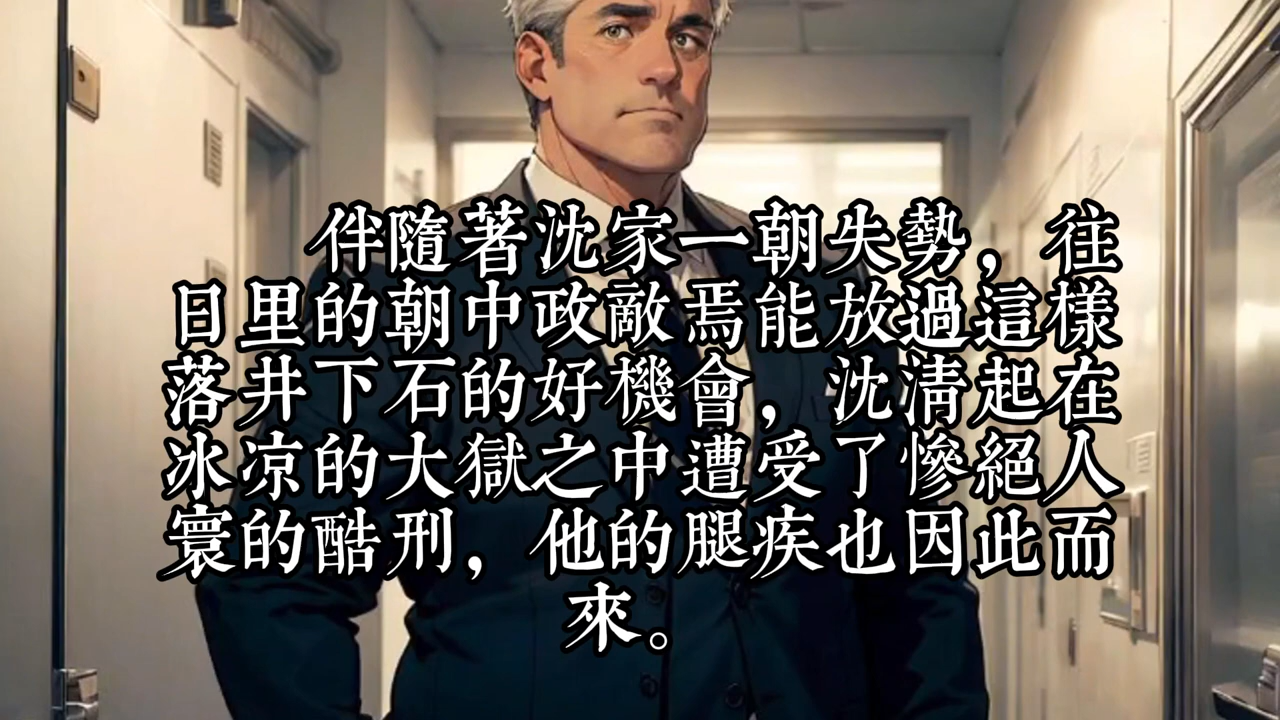 伴隨著沈家一朝失勢，往
日里的朝中政敵焉能放過這樣
落井下石的好機會，沈清起在
冰凉的大獄之中遭受了慘絕人
寰的酷刑，他的腿疾也因此而
來。